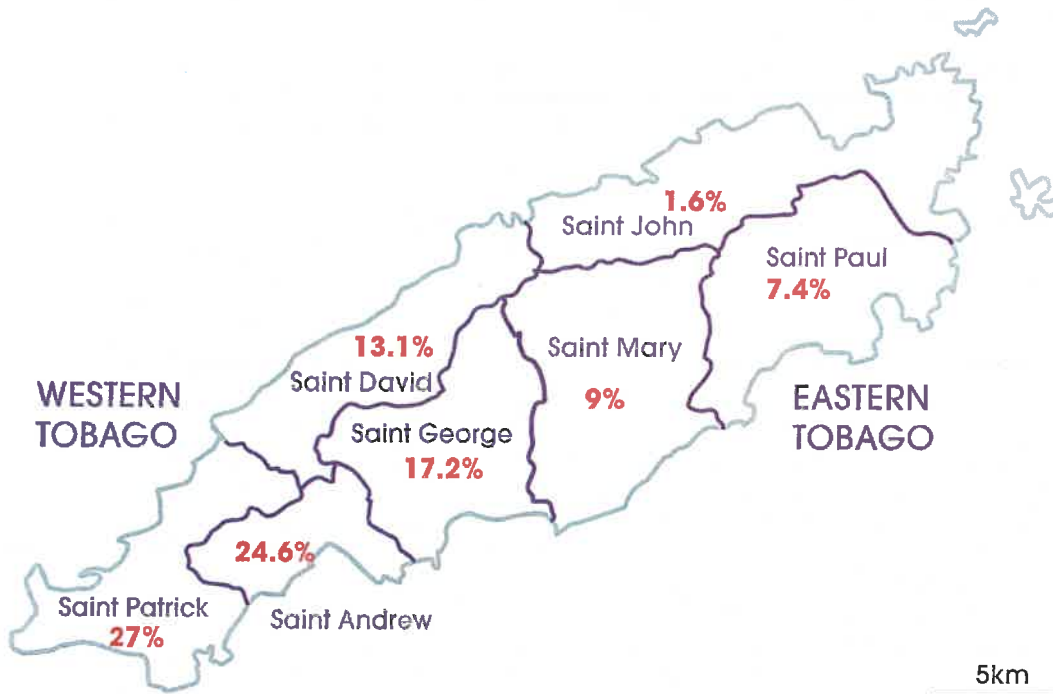 1.6%
Saint John
Saint Paul
7.4%
13.1%
Saint David
Saint Mary
9%
WESTERN
TOBAGO
EASTERN
TOBAGO
Saint George
17.2%
24.6%
Saint Patrick
27%
Saint Andrew
5km